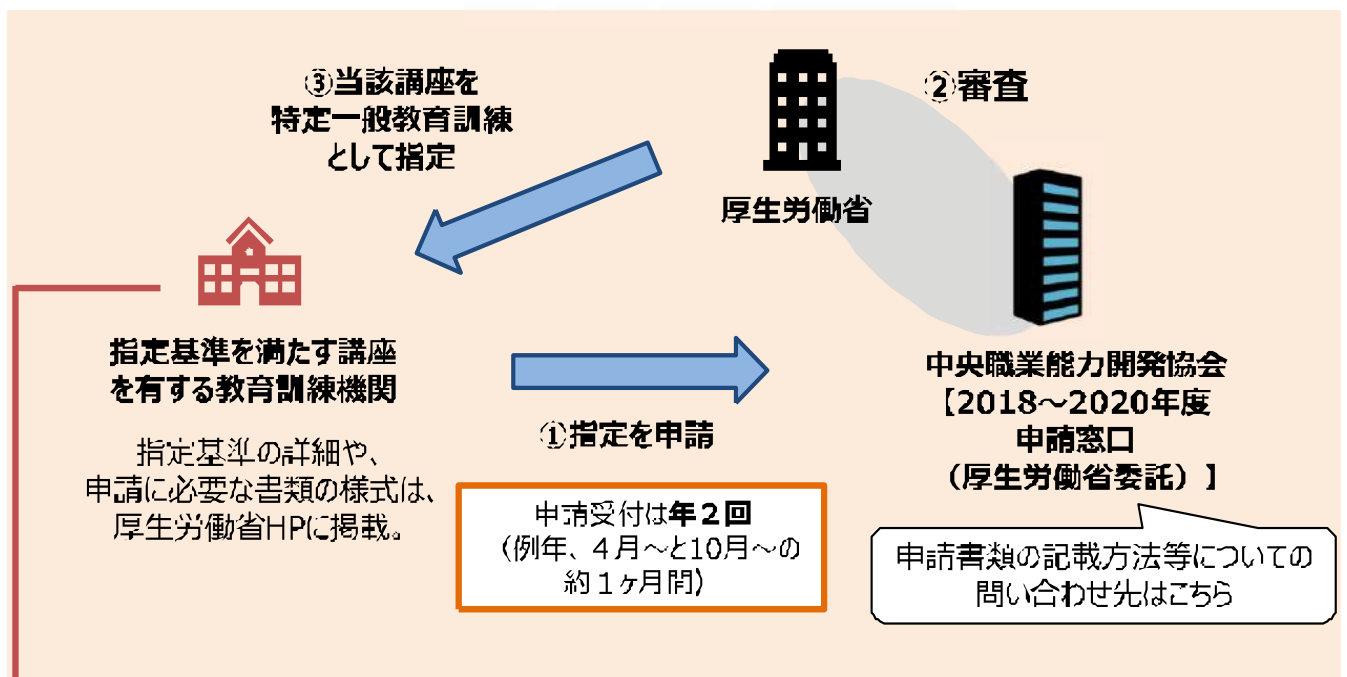 ③当該講座を
特定一般教育訓練
として指定
②審査
厚生労働省
指定基準を満たす講座
を有する教育訓練機関
指定基準の詳細や、
申請に必要な書類の様式は、
厚生労働省HPに掲載。
①指定を申請
申請受付は年２回
（例年、４月～と10月～の
約１ヶ月間）
中央職業能力開発協会
【2018～2020年度
申請窓口
（厚生労働省委託）】
申請書類の記載方法等についての
問い合わせ先はこちら